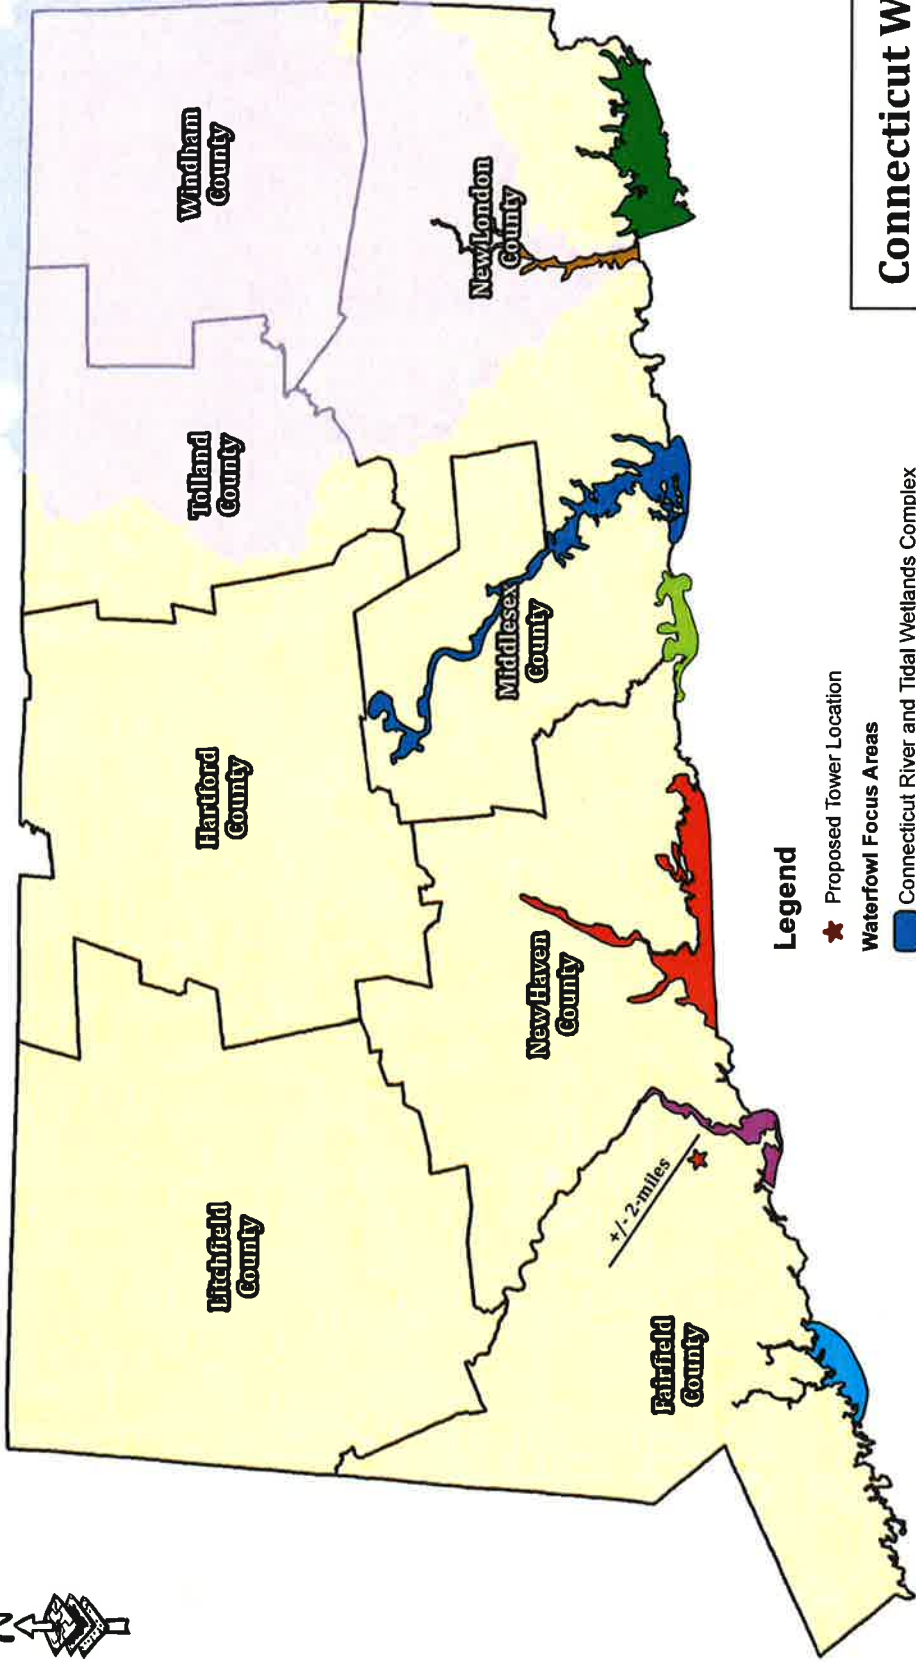 N
Litchfield
County
Hartford
County
Tolland
County
Windham
County
Fairfield
County
+/- 2-miles
New Haven
County
Middlesex
County
New London
County
Legend
Proposed Tower Location
Waterfowl Focus Areas
Connecticut River and Tidal Wetlands Complex
Connecticut W